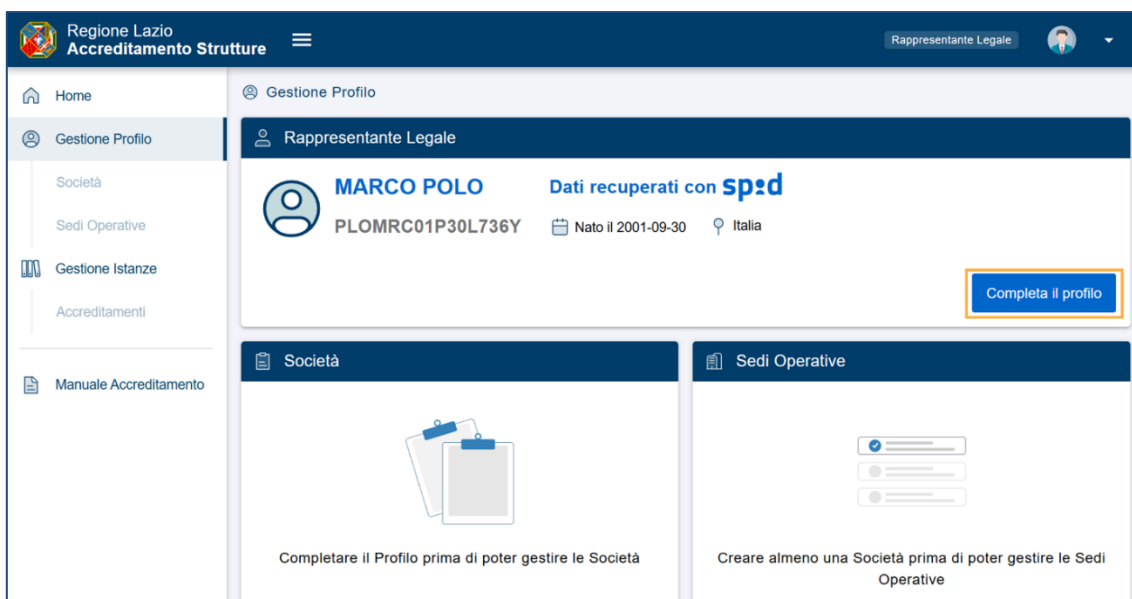 Regione Lazio
Accreditamento Strutture
Rappresentante Legale
Home
Gestione Profilo
Società
Sedi Operative
Gestione Istanze
Accreditamenti
Manuale Accreditamento
Gestione Profilo
Rappresentante Legale
MARCO POLO
Dati recuperati con spid
PLOMRC01P30L736Y
Nato il 2001-09-30
Italia
Completa il profilo
Società
Completare il Profilo prima di poter gestire le Società
Sedi Operative
Creare almeno una Società prima di poter gestire le Sedi
Operative